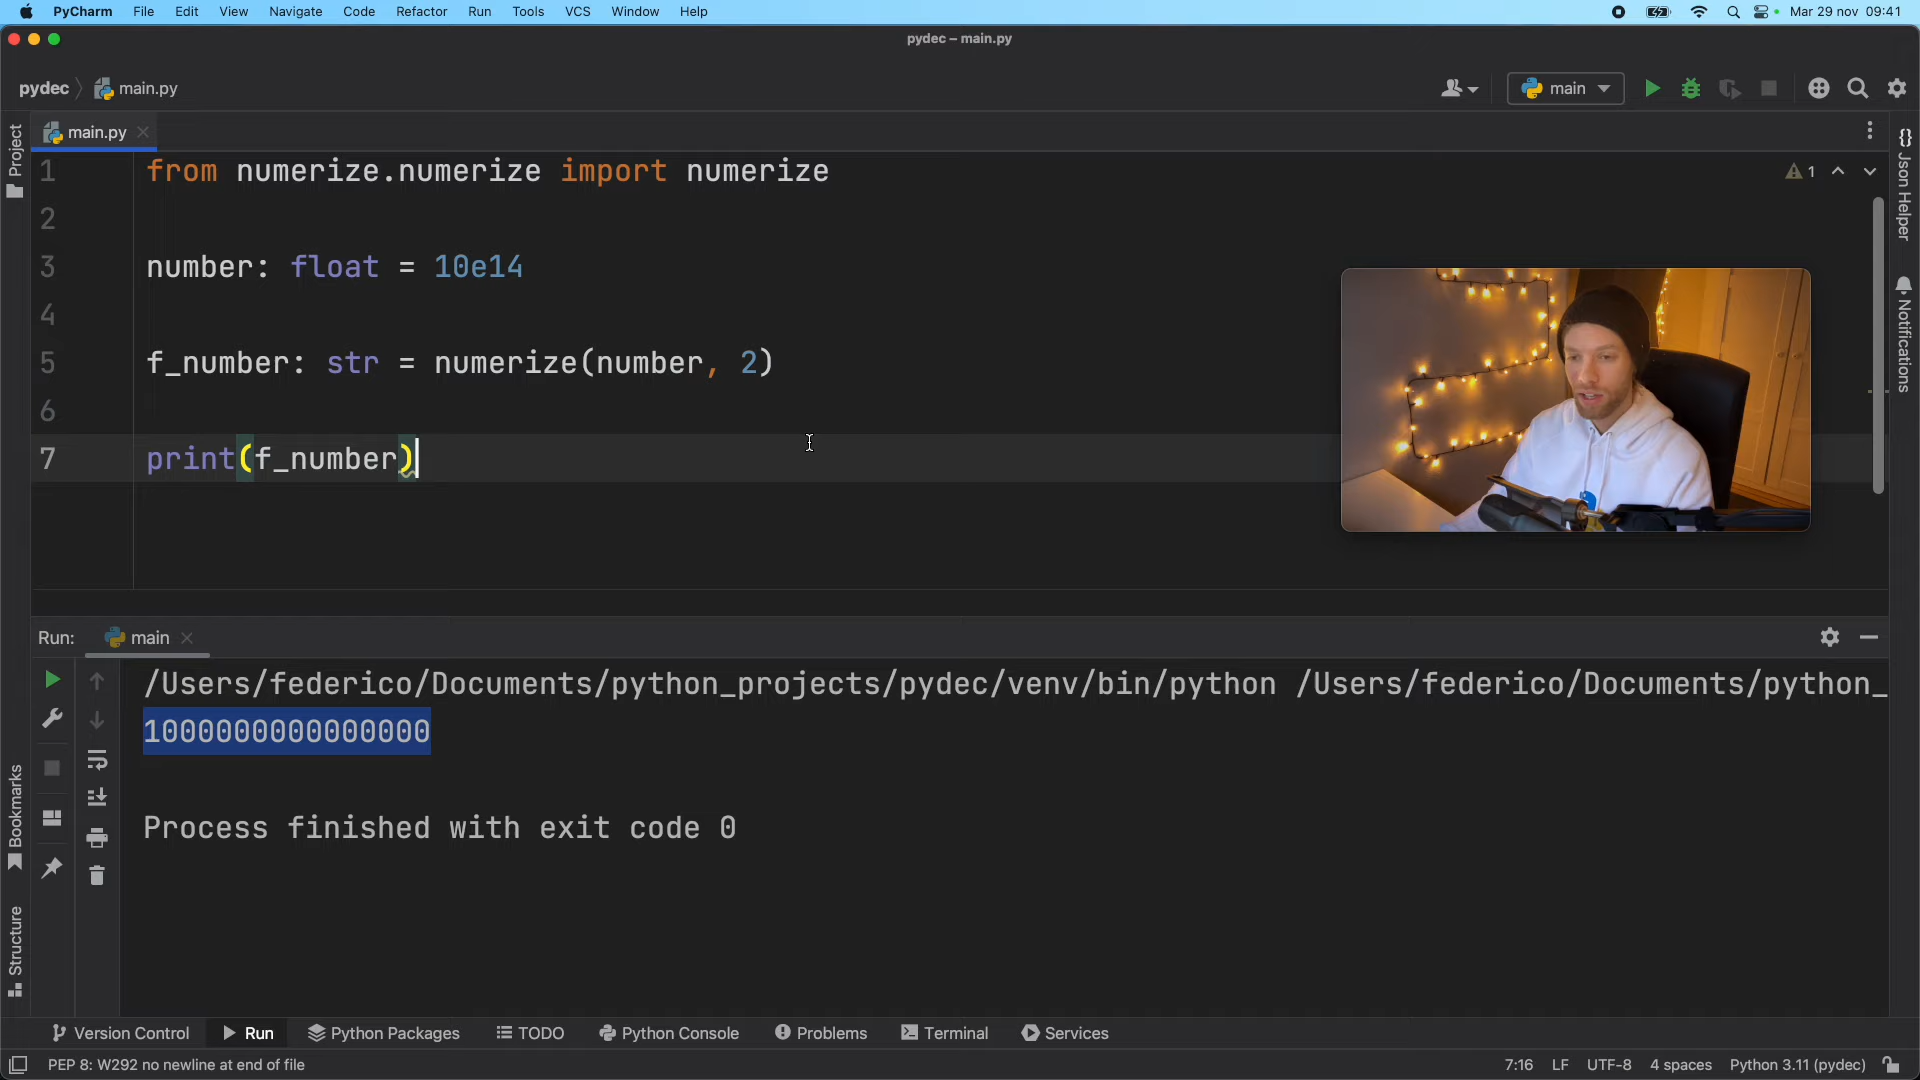 PyCharm File Edit View Navigate Code Refactor Run Tools VCS Window Help Mar 29 nov 09:41
pydec – main.py
pydec main.py main
main.py
Project
1 from numerize.numerize import numerize
1
2
3 number: float = 10e14
4
5 f_number: str = numerize(number, 2)
6
7 print(f_number)
{} Json Helper
Notifications
Run: main
/Users/federico/Documents/python_projects/pydec/venv/bin/python /Users/federico/Documents/python_
1000000000000000
Process finished with exit code 0
Bookmarks
Structure
Version Control Run Python Packages TODO Python Console Problems Terminal Services
PEP 8: W292 no newline at end of file 7:16 LF UTF-8 4 spaces Python 3.11 (pydec)